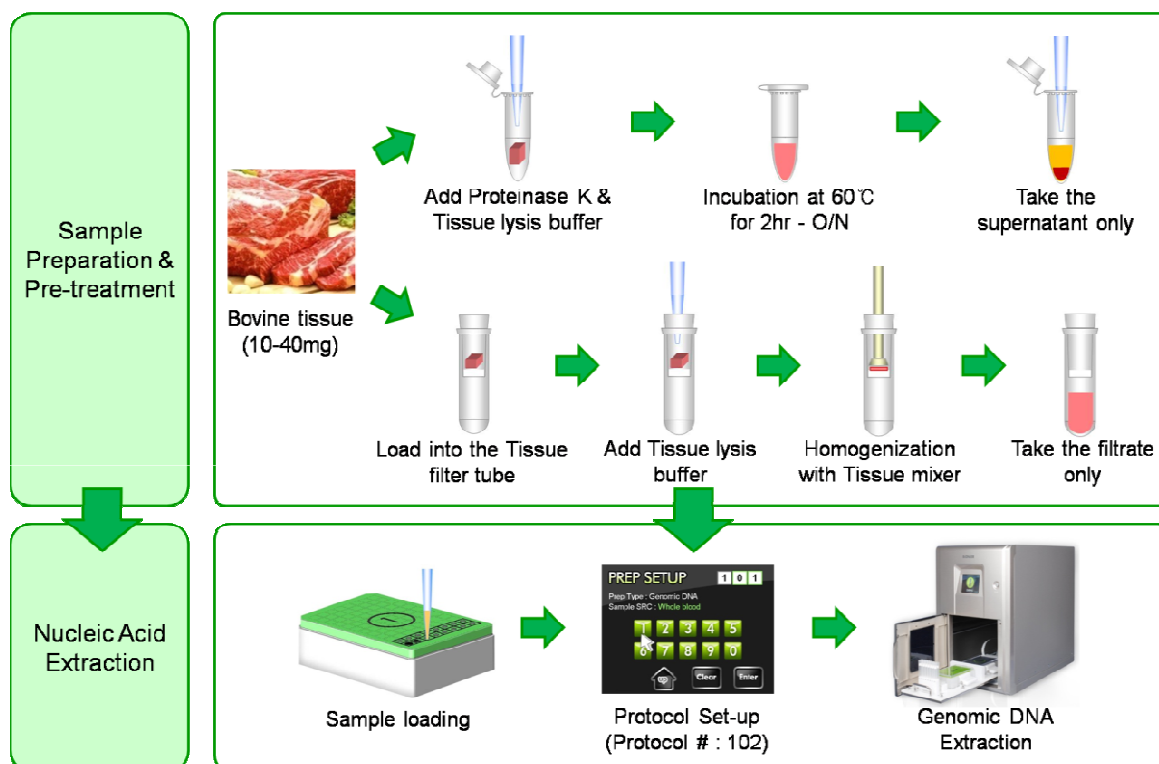 Sample
Preparation &
Pre-treatment
Bovine tissue
(10-40mg)
Add Proteinase K &
Tissue lysis buffer
Incubation at 60℃
for 2hr - O/N
Take the
supernatant only
Load into the Tissue
filter tube
Add Tissue lysis
buffer
Homogenization
with Tissue mixer
Take the filtrate
only
Nucleic Acid
Extraction
1
Sample loading
PREP SETUP 1 0 1
Prep Type : Genomic DNA
Sample SRC : Whole blood
1 2 3 4 5
6 7 8 9 0
Clear Enter
Protocol Set-up
(Protocol # : 102)
Genomic DNA
Extraction